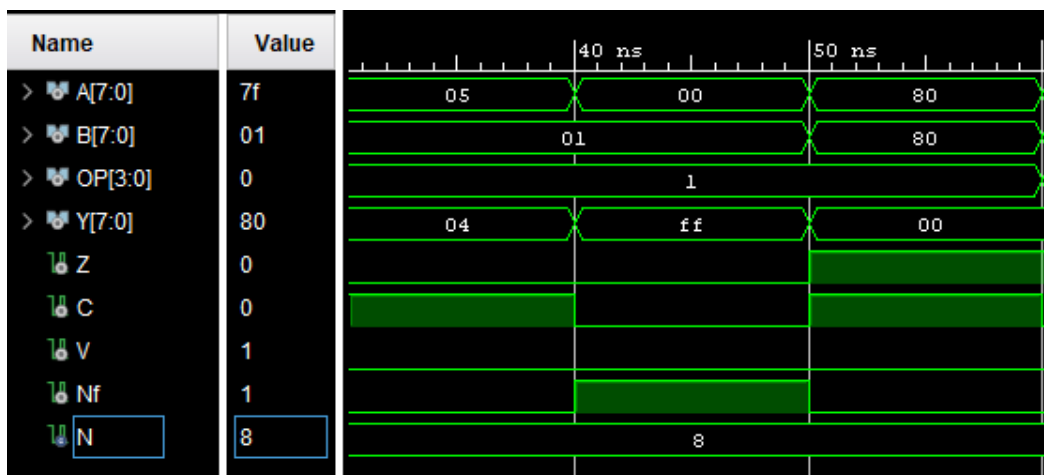 Name Value 40 ns 50 ns
> A[7:0] 7f 05 00 80
> B[7:0] 01 01 80
> OP[3:0] 0 1
> Y[7:0] 80 04 ff 00
Z 0
C 0
V 1
Nf 1
N 8 8